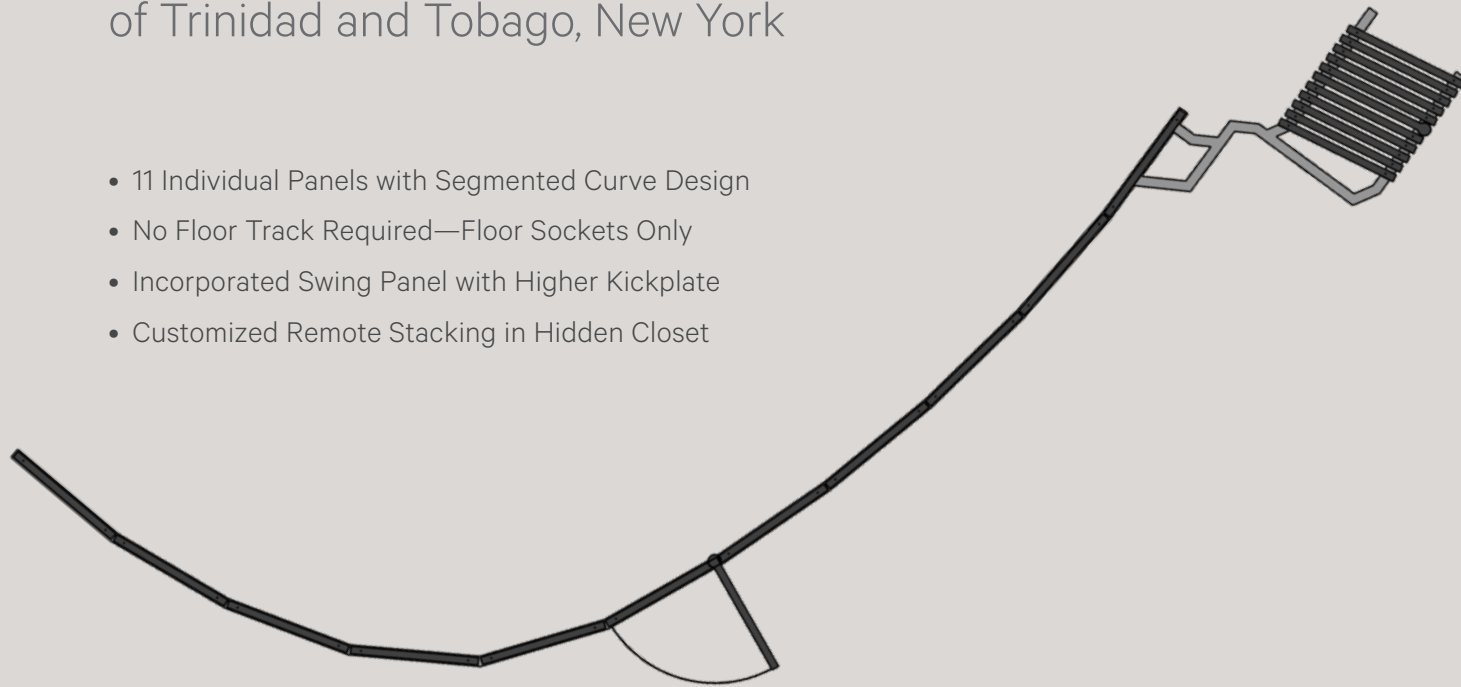 of Trinidad and Tobago, New York
• 11 Individual Panels with Segmented Curve Design
• No Floor Track Required—Floor Sockets Only
• Incorporated Swing Panel with Higher Kickplate
• Customized Remote Stacking in Hidden Closet